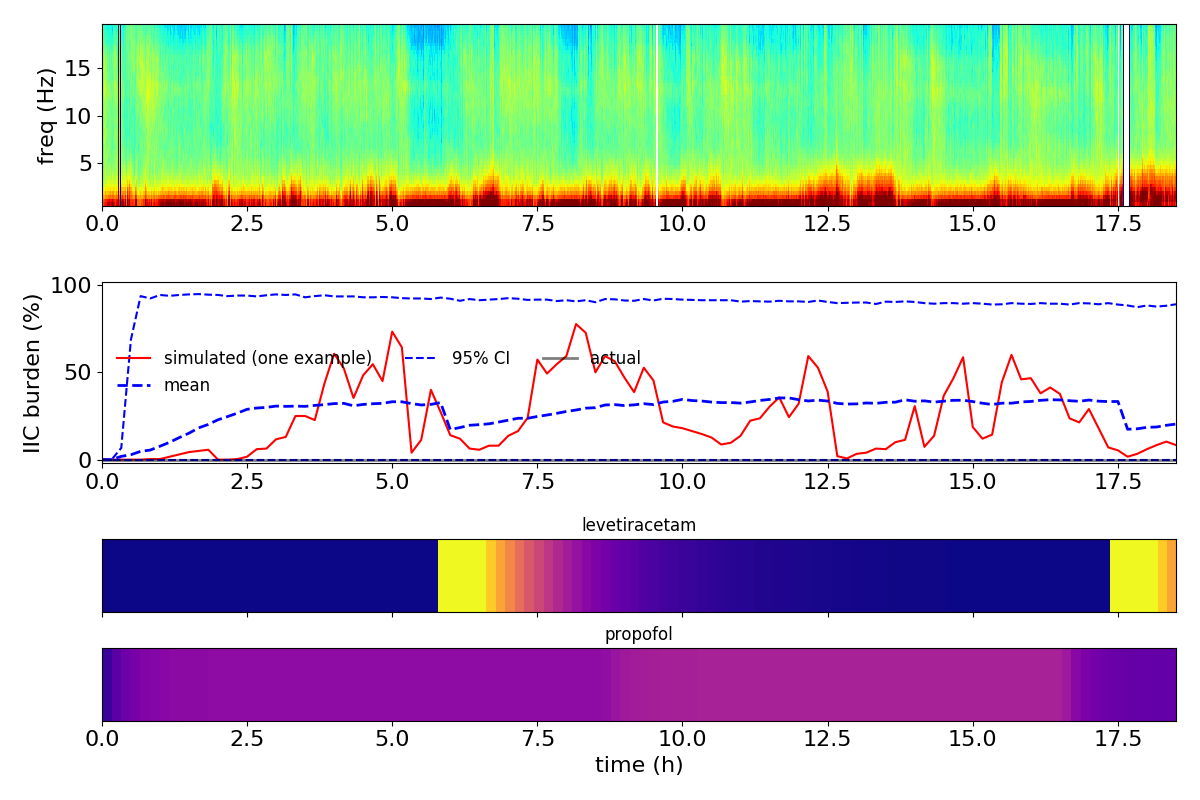 freq (Hz)
15
10
5
0.0 2.5 5.0 7.5 10.0 12.5 15.0 17.5
IIC burden (%)
100
50
0
simulated (one example) 95% CI actual
mean
0.0 2.5 5.0 7.5 10.0 12.5 15.0 17.5
levetiracetam
propofol
0.0 2.5 5.0 7.5 10.0 12.5 15.0 17.5
time (h)